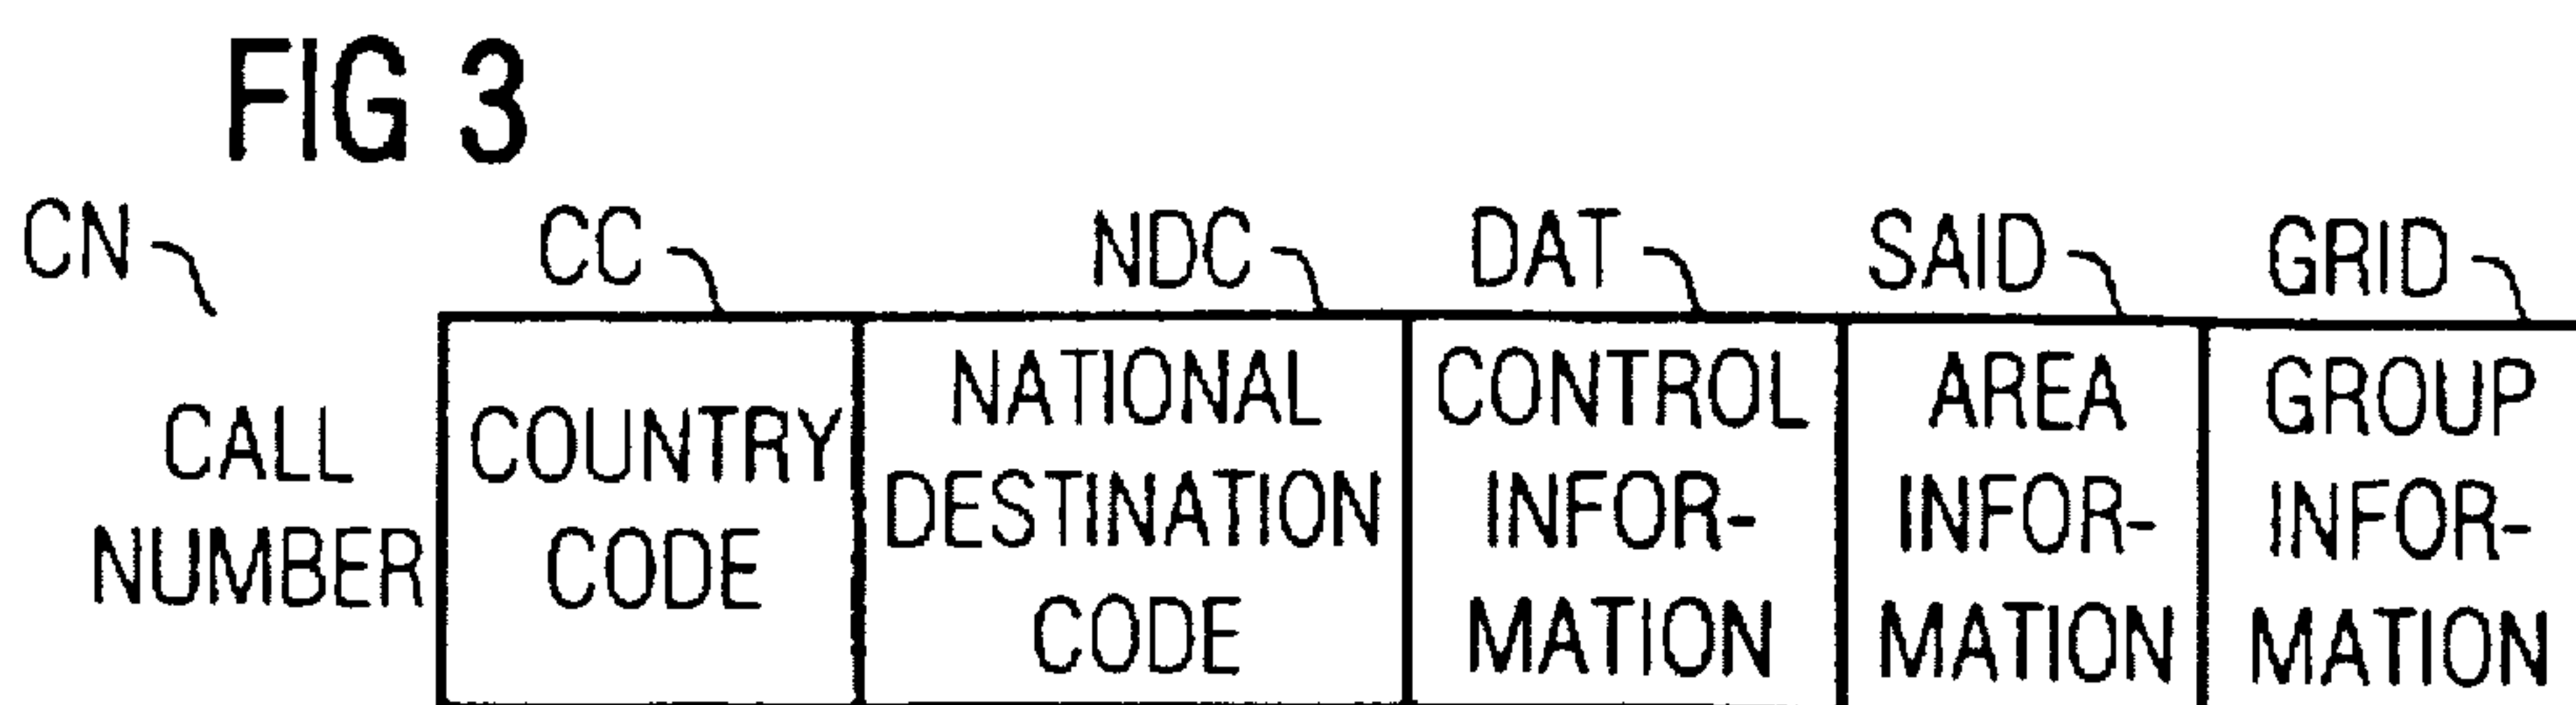 FIG 3
CN CC NDC DAT SAID GRID
CALL NUMBER
COUNTRY CODE
NATIONAL DESTINATION CODE
CONTROL INFOR-
MATION
AREA INFOR-
MATION
GROUP INFOR-
MATION